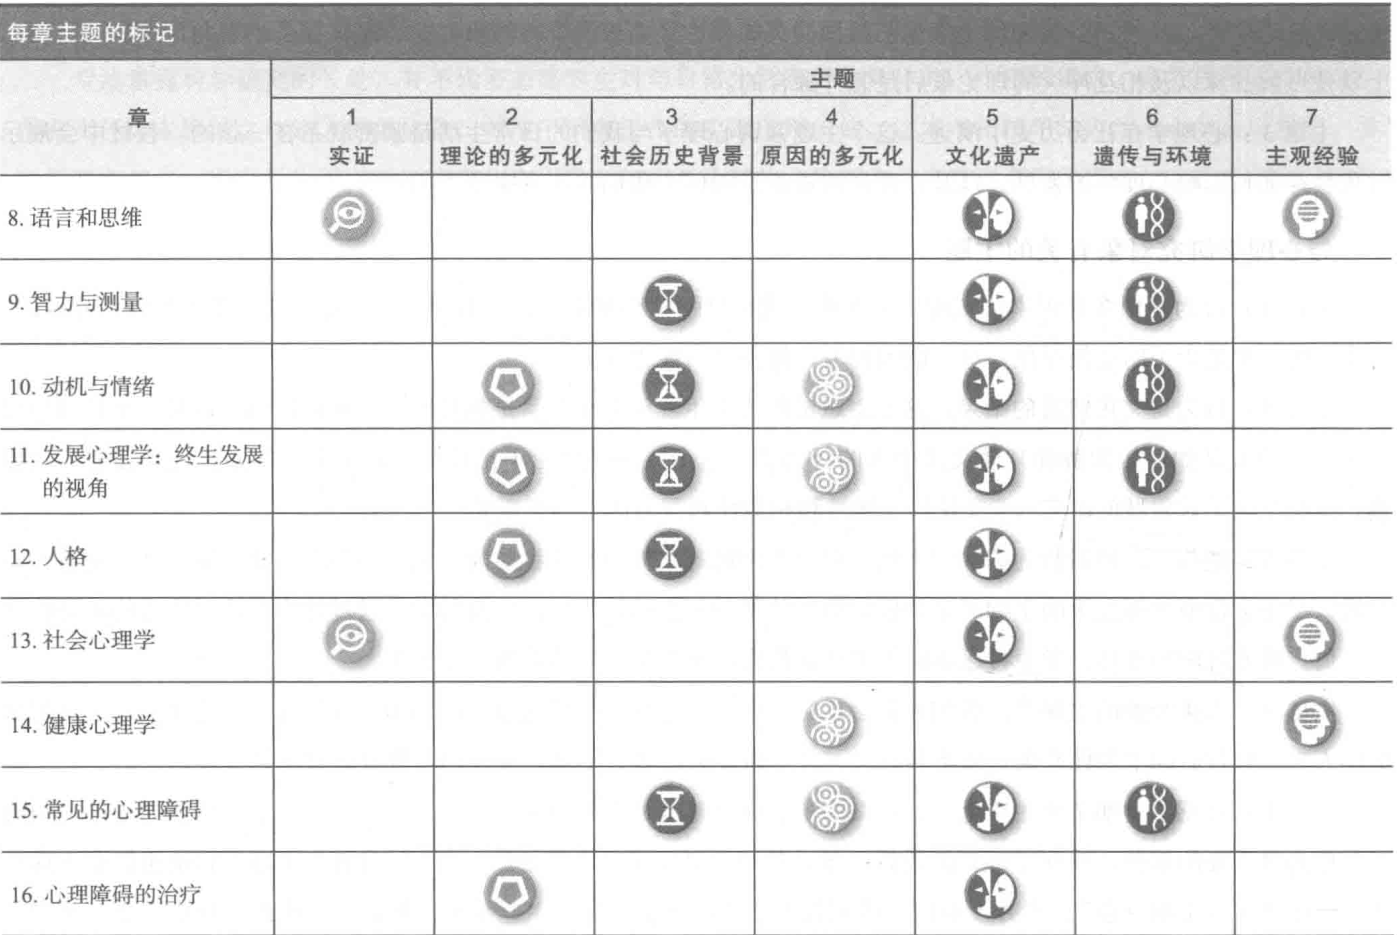 每章主题的标记
主题
章
1 2 3 4 5 6 7
实证 理论的多元化 社会历史背景 原因的多元化 文化遗产 遗传与环境 主观经验
8. 语言和思维
9. 智力与测量
10. 动机与情绪
11. 发展心理学：终生发展
的视角
12. 人格
13. 社会心理学
14. 健康心理学
15. 常见的心理障碍
16. 心理障碍的治疗